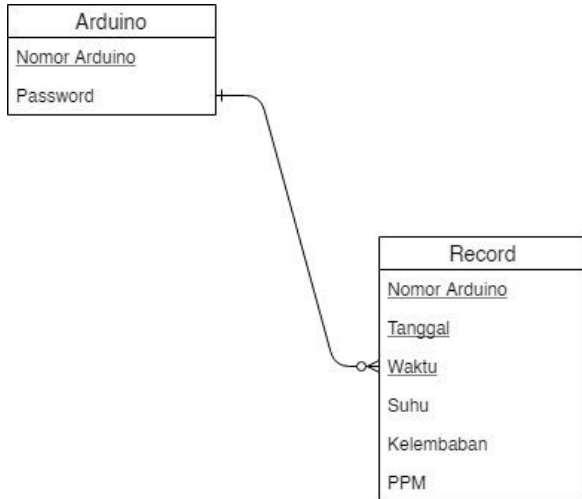 Arduino
Nomor Arduino
Password
Record
Nomor Arduino
Tanggal
Waktu
Suhu
Kelembaban
PPM